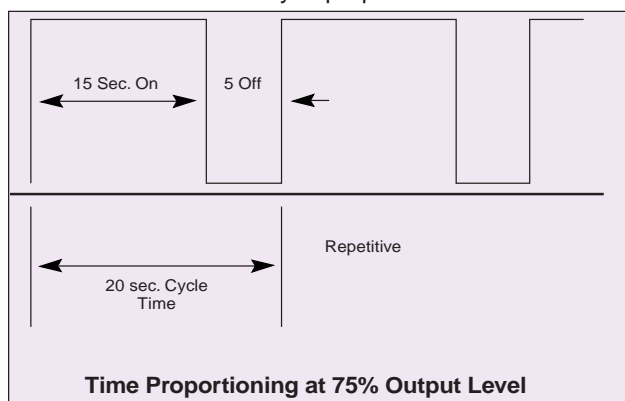 15 Sec. On
5 Off
Repetitive
20 sec. Cycle
Time
Time Proportioning at 75% Output Level